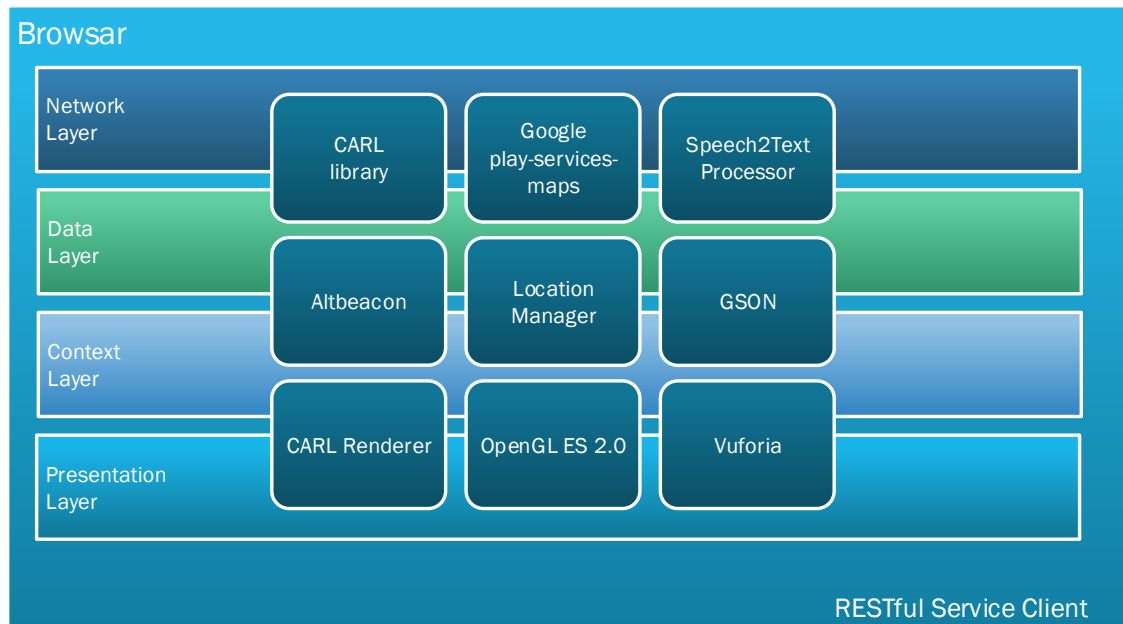 Browsar
Network
Layer
CARL
library
Google
play-services-
maps
Speech2Text
Processor
Data
Layer
Altbeacon
Location
Manager
GSON
Context
Layer
CARL Renderer
OpenGL ES 2.0
Vuforia
Presentation
Layer
RESTful Service Client